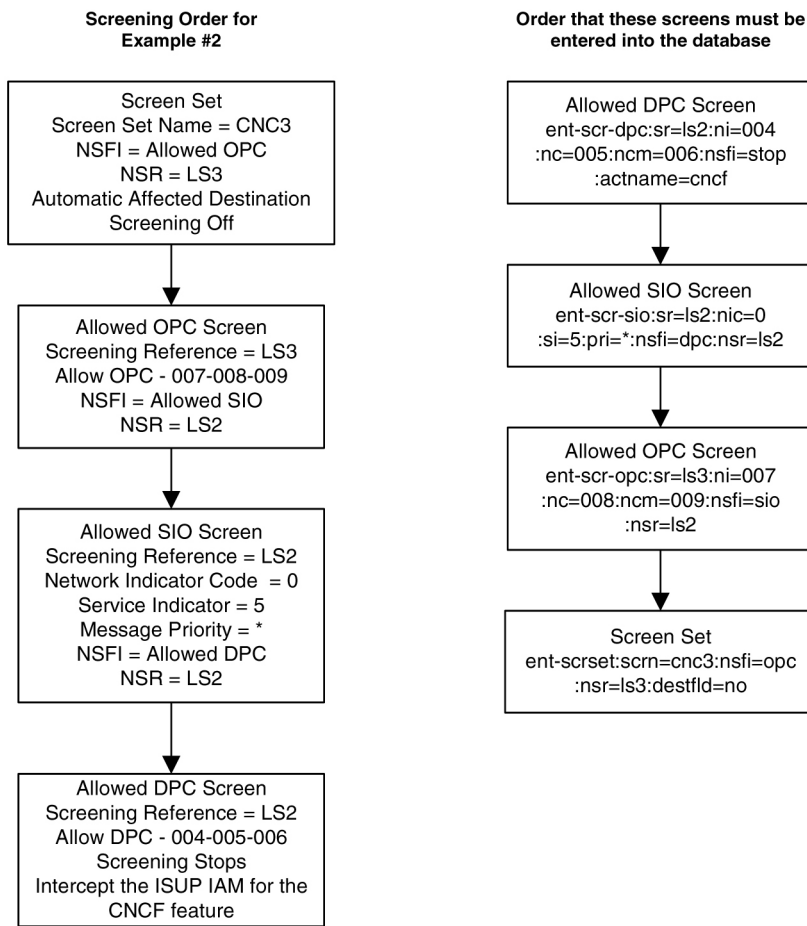 Screening Order for
Example #2
Screen Set
Screen Set Name = CNC3
NSFI = Allowed OPC
NSR = LS3
Automatic Affected Destination
Screening Off
Allowed OPC Screen
Screening Reference = LS3
Allow OPC - 007-008-009
NSFI = Allowed SIO
NSR = LS2
Allowed SIO Screen
Screening Reference = LS2
Network Indicator Code = 0
Service Indicator = 5
Message Priority = *
NSFI = Allowed DPC
NSR = LS2
Allowed DPC Screen
Screening Reference = LS2
Allow DPC - 004-005-006
Screening Stops
Intercept the ISUP IAM for the
CNCF feature
Order that these screens must be
entered into the database
Allowed DPC Screen
ent-scr-dpc:sr=ls2:ni=004
:nc=005:ncm=006:nsfi=stop
:actname=cncf
Allowed SIO Screen
ent-scr-sio:sr=ls2:nic=0
:si=5:pri=*:nsfi=dpc:nsr=ls2
Allowed OPC Screen
ent-scr-opc:sr=ls3:ni=007
:nc=008:ncm=009:nsfi=sio
:nsr=ls2
Screen Set
ent-scrset:scrn=cnc3:nsfi=opc
:nsr=ls3:destfld=no